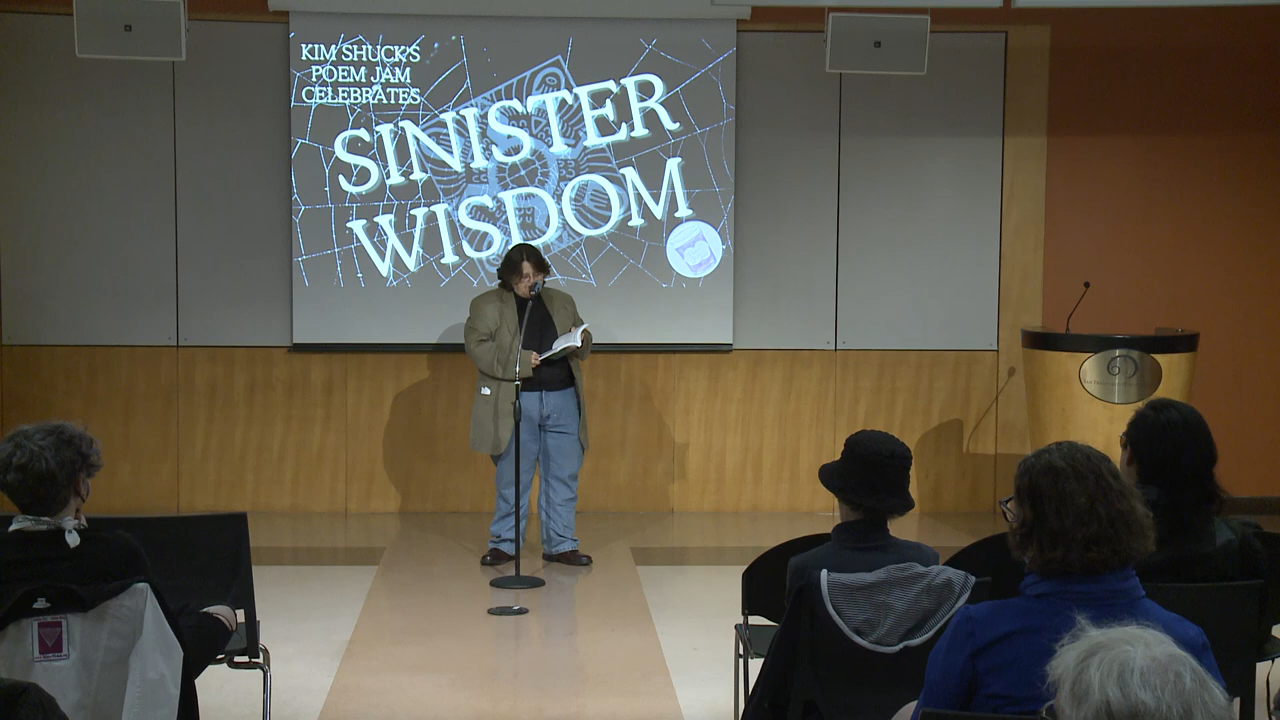 KIM SHUCK'S
POEM JAM
CELEBRATES
SINISTER
WISDOM